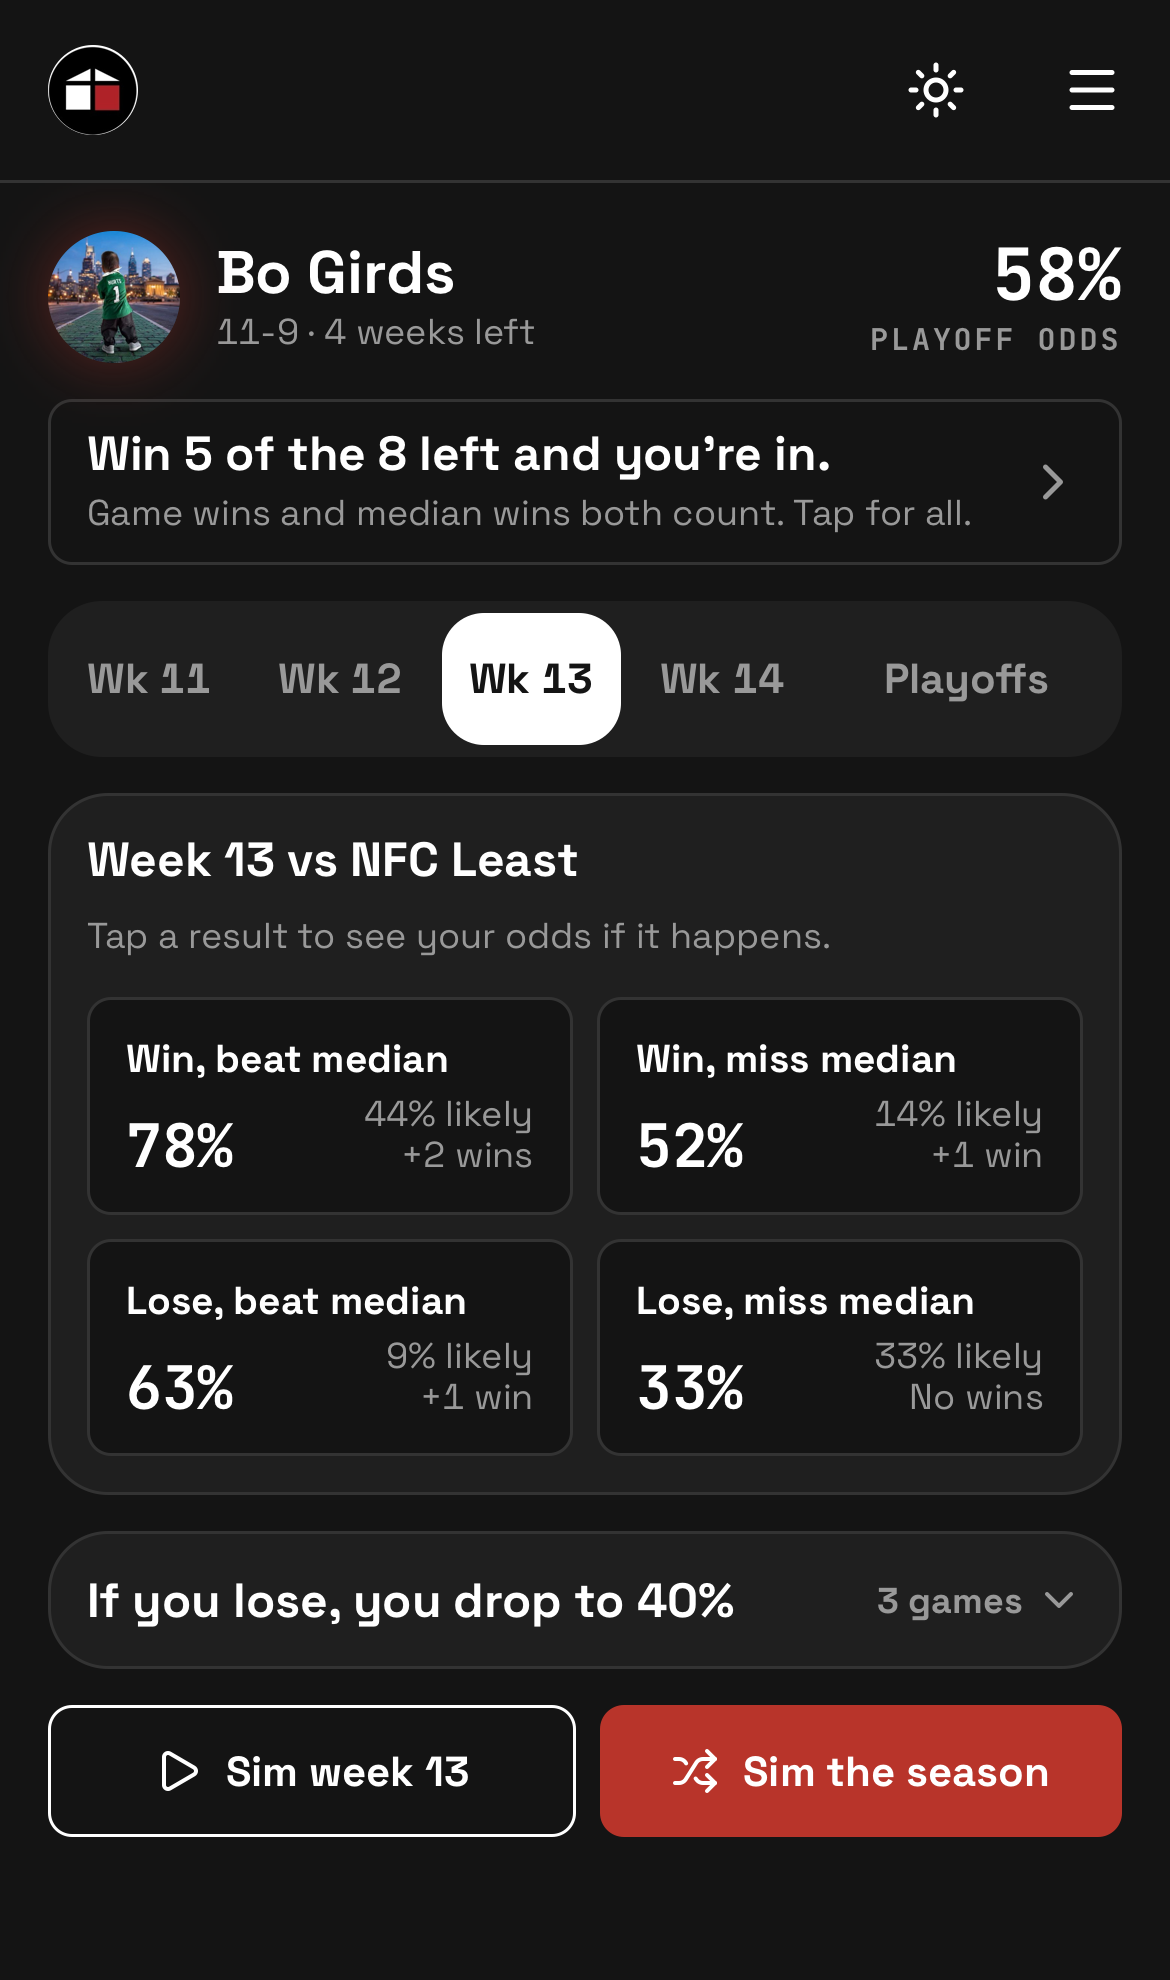 Bo Girds
11-9 · 4 weeks left
58%
PLAYOFF ODDS
Win 5 of the 8 left and you’re in.
Game wins and median wins both count. Tap for all.
Wk 11
Wk 12
Wk 13
Wk 14
Playoffs
Week 13 vs NFC Least
Tap a result to see your odds if it happens.
Win, beat median
78%
44% likely
+2 wins
Win, miss median
52%
14% likely
+1 win
Lose, beat median
63%
9% likely
+1 win
Lose, miss median
33%
33% likely
No wins
If you lose, you drop to 40%
3 games
Sim week 13
Sim the season